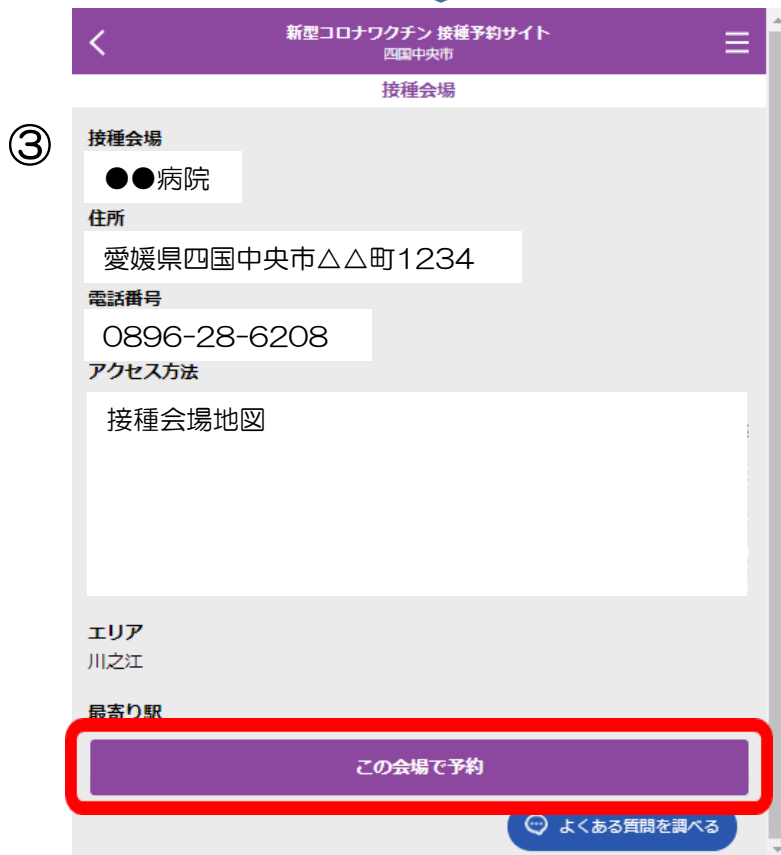 新型コロナワクチン 接種予約サイト
四国中央市
接種会場
③
接種会場
●●病院
住所
愛媛県四国中央市△△町1234
電話番号
0896-28-6208
アクセス方法
接種会場地図
エリア
川之江
最寄り駅
この会場で予約
よくある質問を調べる